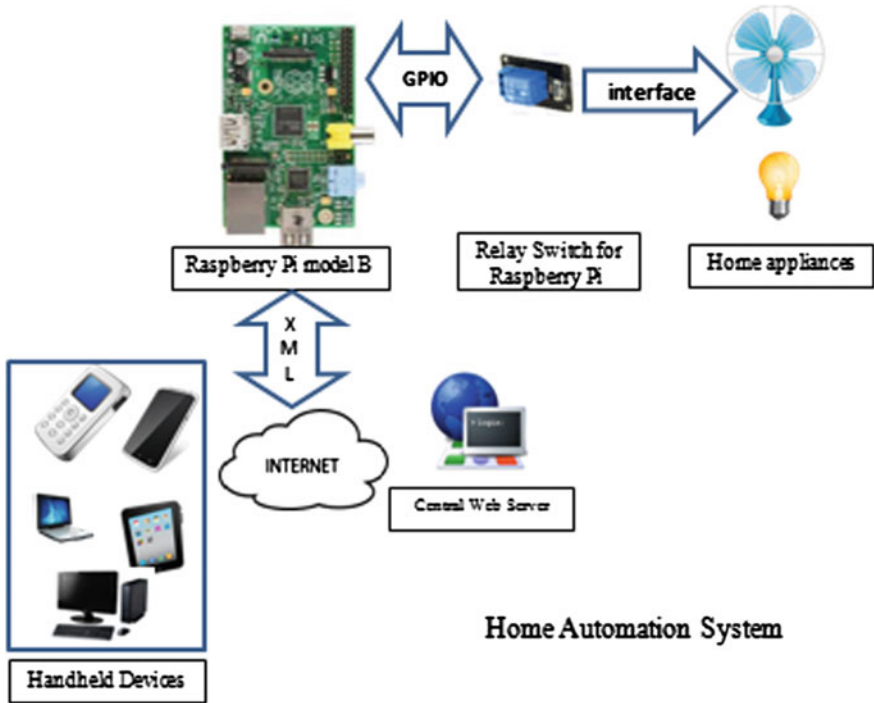 GPIO
interface
Raspberry Pi model B
Relay Switch for
Raspberry Pi
Home appliances
X
M
L
INTERNET
> login:
Central Web Server
Home Automation System
Handheld Devices